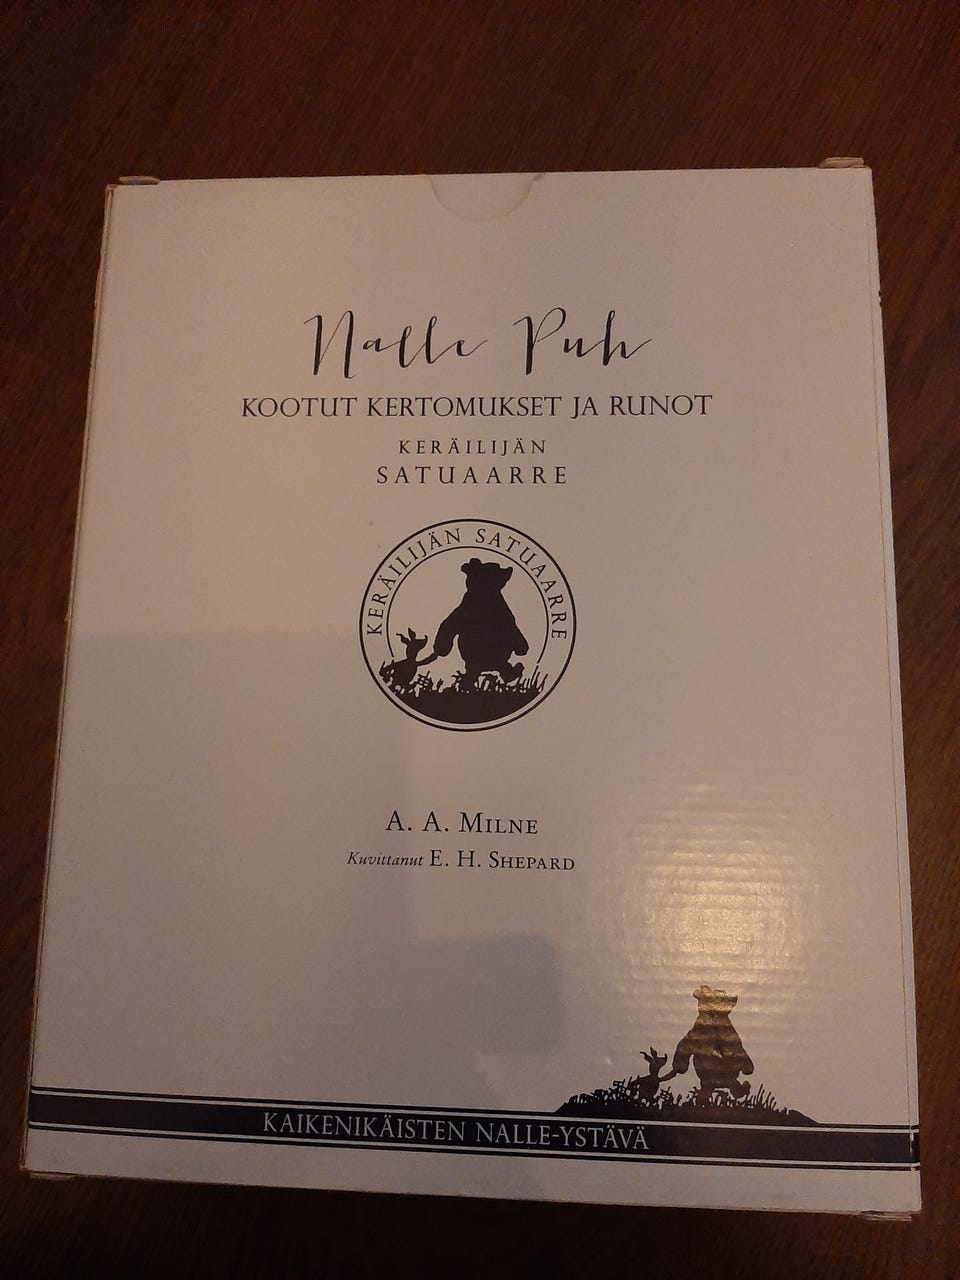 Nalle Puh
KOOTUT KERTOMUKSET JA RUNOT
KERÄILIJÄN
SATUAARRE
KERÄILIJÄN SATUAARRE
A. A. MILNE
Kuvittanut E. H. SHEPARD
KAIKENIKÄISTEN NALLE-YSTÄVÄ